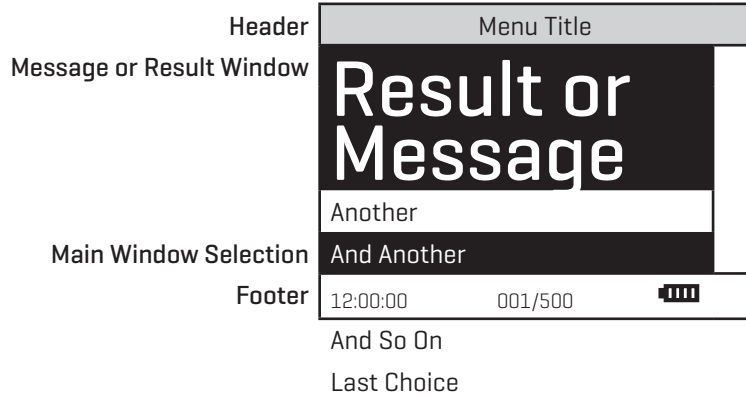 Header
Menu Title
Message or Result Window
Result or
Message
Another
Main Window Selection
And Another
Footer
12:00:00
001/500
And So On
Last Choice